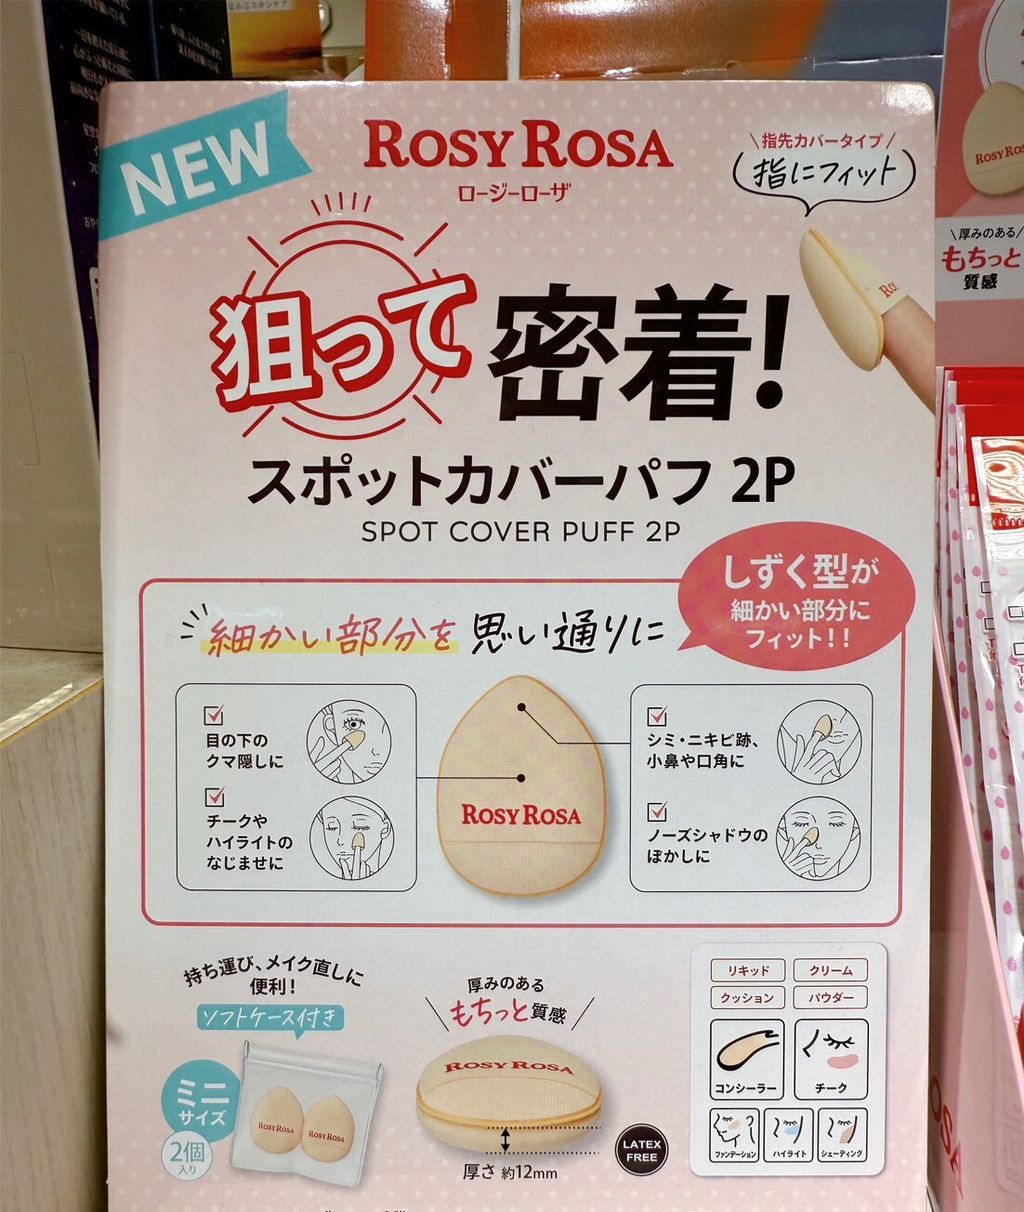 NEW
ROSY ROSA
ロージーローザ
指先カバータイプ
指にフィット
狙って密着!
スポットカバーパフ 2P
SPOT COVER PUFF 2P
しずく型が
細かい部分に
フィット!!
細かい部分を思い通りに
目の下の
クマ隠しに
チークや
ハイライトの
なじませに
ROSY ROSA
シミ・ニキビ跡、
小鼻や口角に
ノーズシャドウの
ぼかしに
持ち運び、メイク直しに
便利!
ソフトケース付き
ミニ
サイズ
2個
入り
ROSY ROSA
ROSY ROSA
厚みのある
もちっと質感
ROSY ROSA
厚さ 約12mm
LATEX
FREE
リキッド
クリーム
クッション
パウダー
コンシーラー
チーク
ファンデーション
ハイライト
シェーディング
厚みのある
もちっと
質感